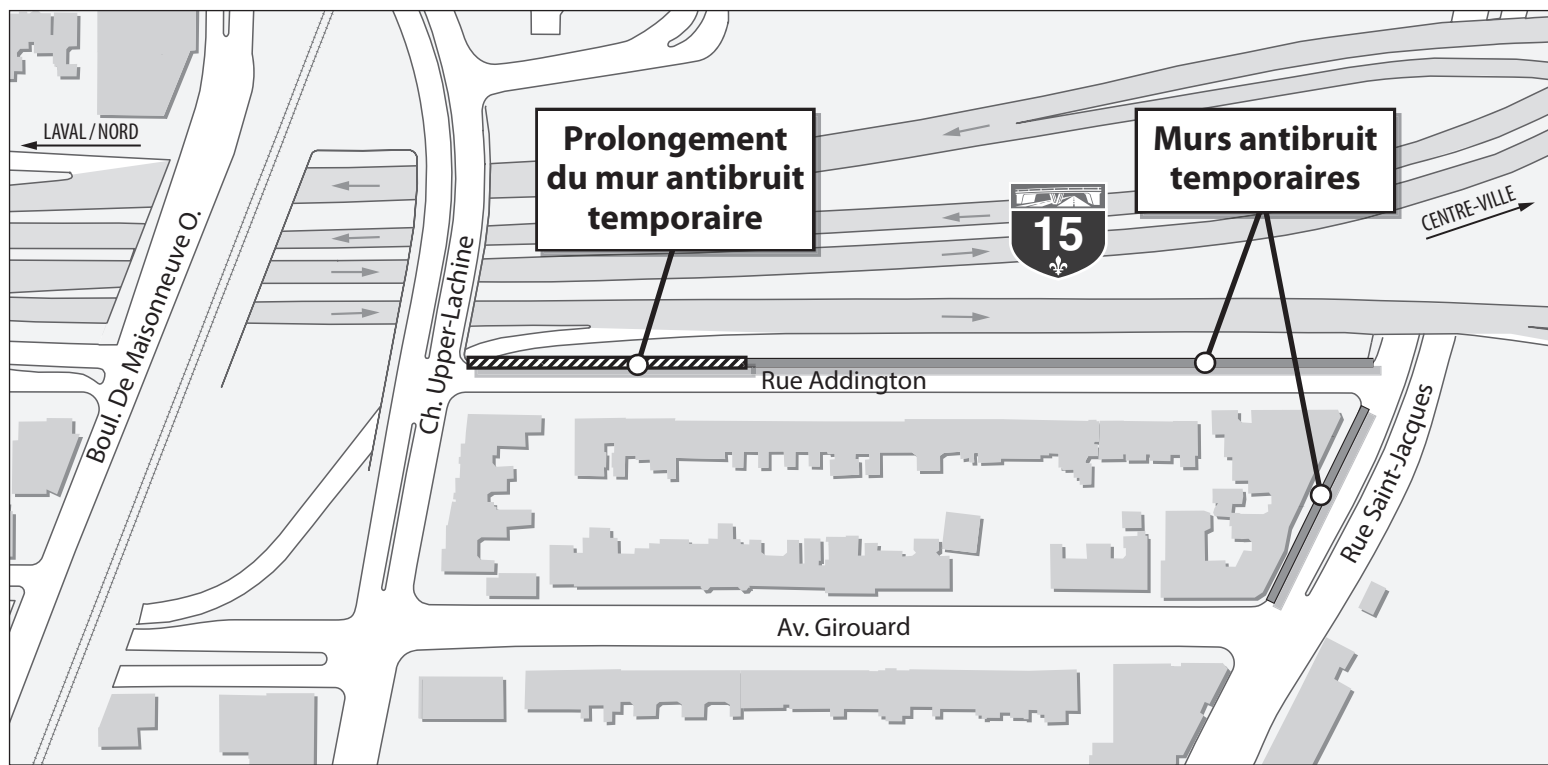 LAVAL / NORD
Prolongement
du mur antibruit
temporaire
Murs antibruit
temporaires
15
CENTRE-VILLE
Boul. De Maisonneuve O.
Ch. Upper-Lachine
Rue Addington
Rue Saint-Jacques
Av. Girouard